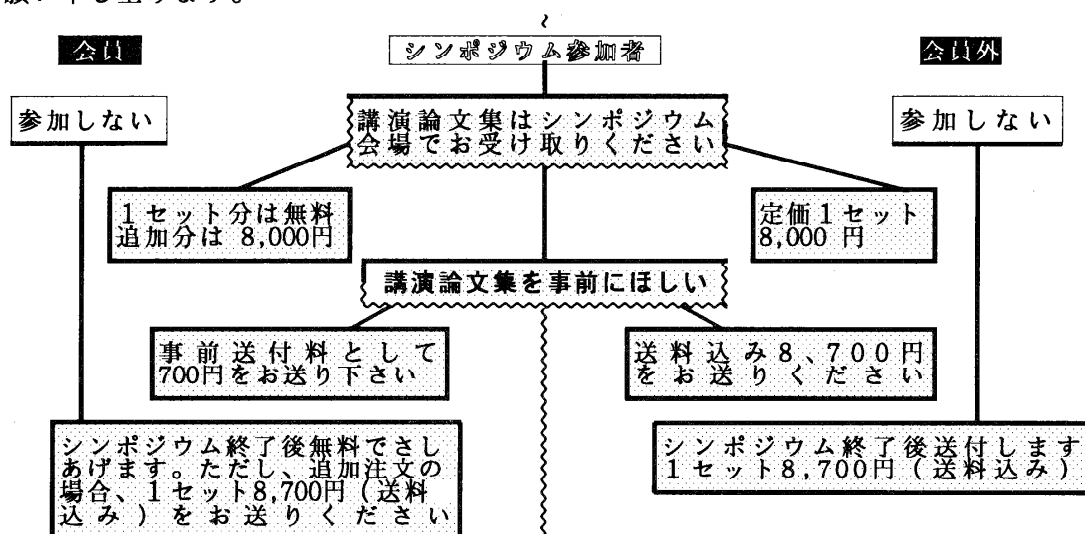 願い申し上げます。
会員
シンポジウム参加者
会員外
参加しない
講演論文集はシンポジウム
会場でお受け取りください
参加しない
1セット分は無料
追加分は 8,000円
定価1セット
8,000 円
講演論文集を事前にほしい
事前送付料として
700円をお送り下さい
送料込み8、700円
をお送りください
シンポジウム終了後無料でさし
あげます。ただし、追加注文の
場合、1セット8,700円(送料
込み)をお送りください
シンポジウム終了後送付します
1セット8,700円(送料込み)